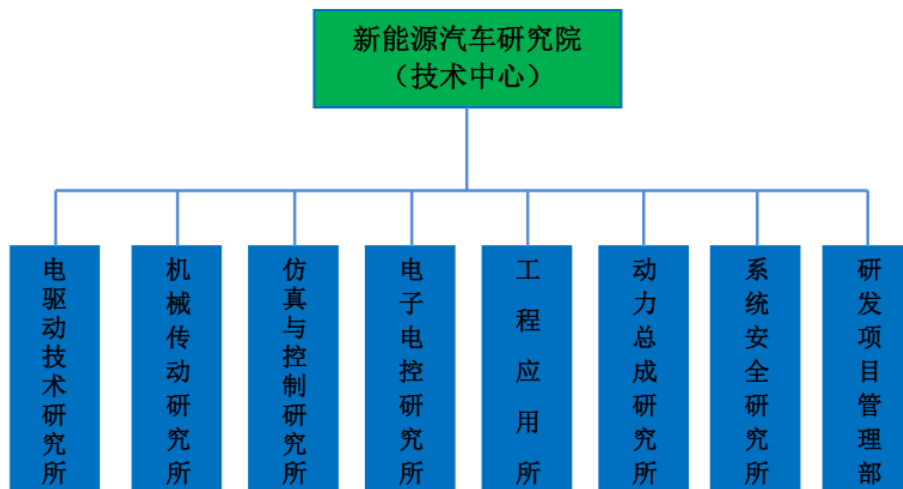 新能源汽车研究院
（技术中心）
电驱动技术研究所
机械传动研究所
仿真与控制研究所
电子电控研究所
工程应用所
动力总成研究所
系统安全研究所
研发项目管理部